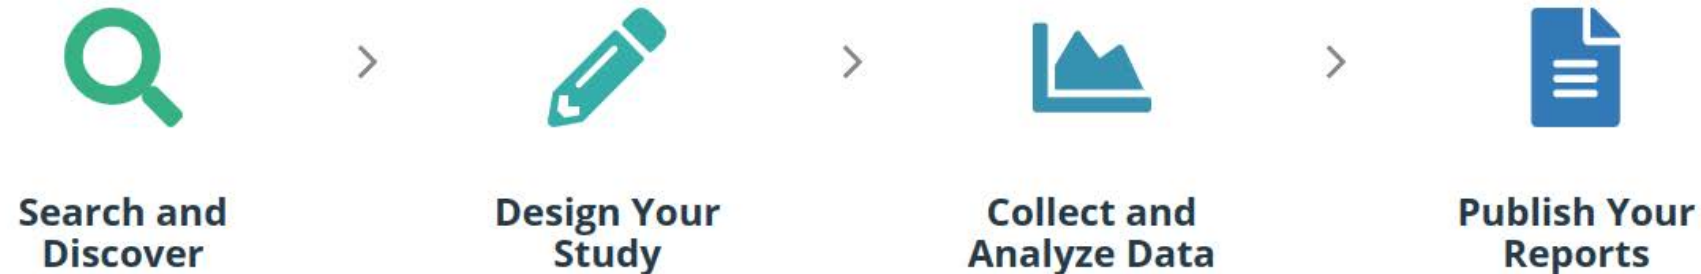 Search and
Discover
Design Your
Study
Collect and
Analyze Data
Publish Your
Reports